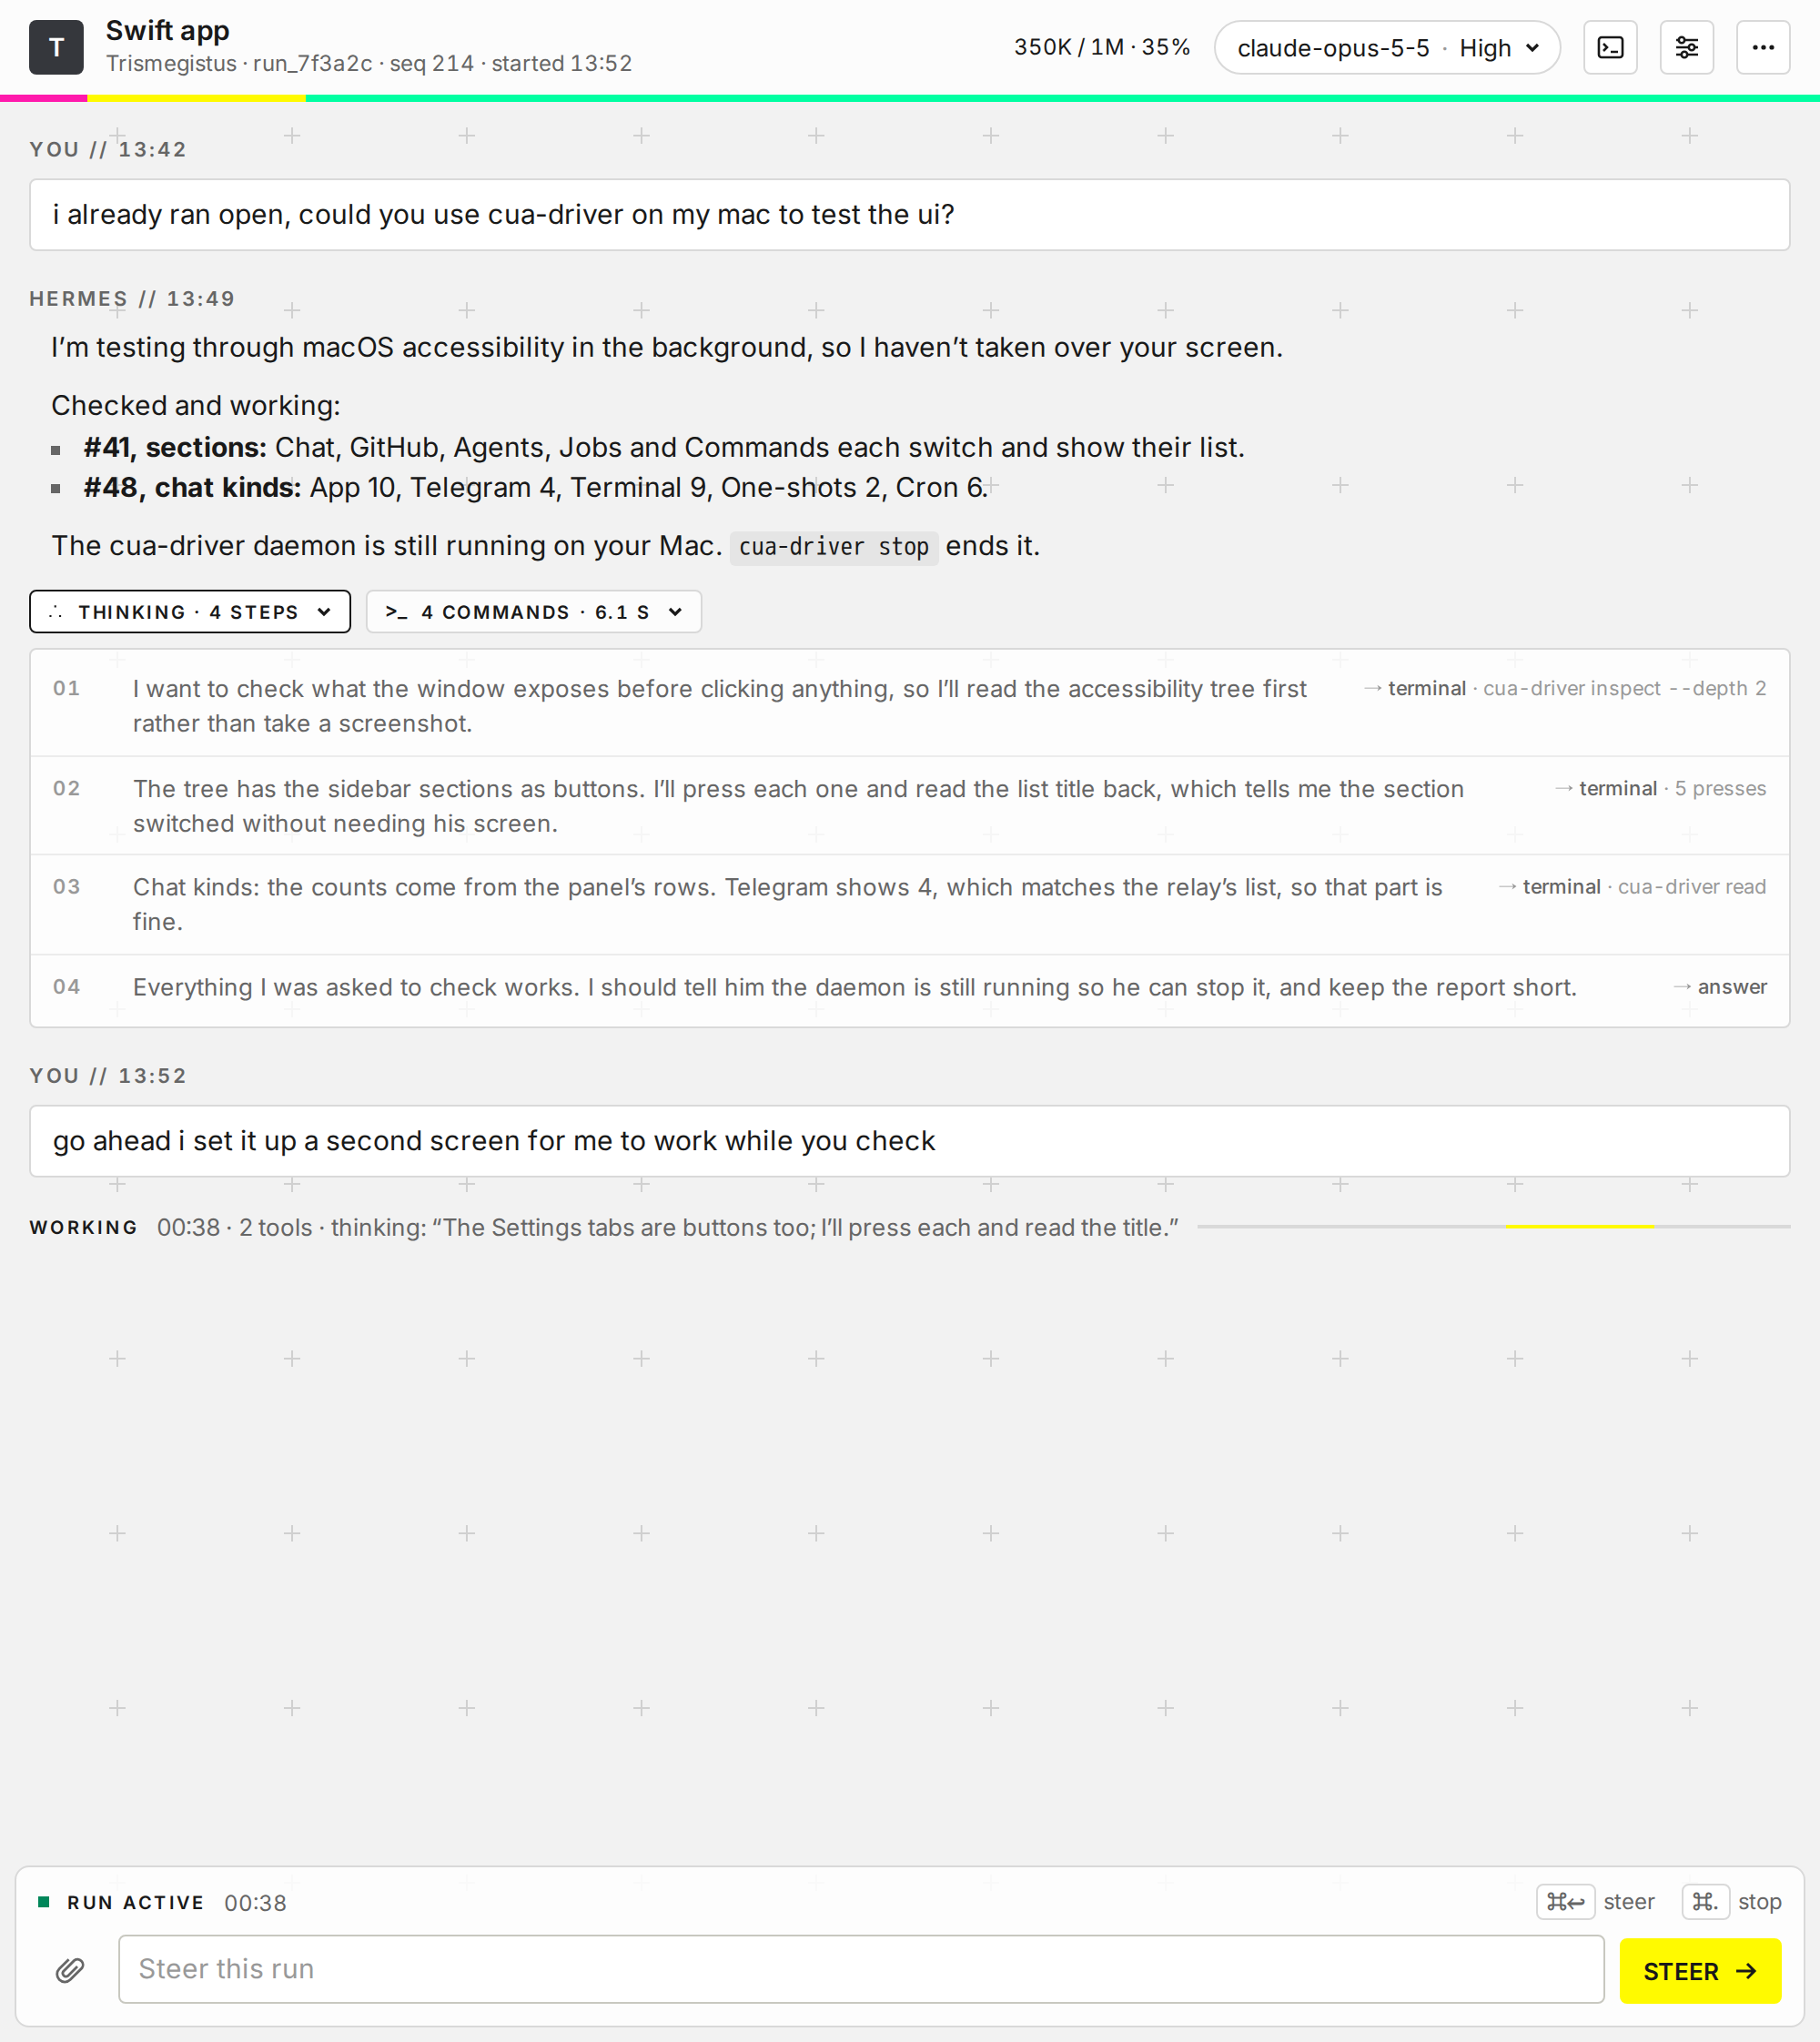 T
Swift app
Trismegistus · run_7f3a2c · seq 214 · started 13:52
350K / 1M · 35%
claude-opus-5-5 · High
YOU // 13:42
i already ran open, could you use cua-driver on my mac to test the ui?
HERMES // 13:49
I’m testing through macOS accessibility in the background, so I haven’t taken over your screen.
Checked and working:
#41, sections: Chat, GitHub, Agents, Jobs and Commands each switch and show their list.
#48, chat kinds: App 10, Telegram 4, Terminal 9, One-shots 2, Cron 6.
The cua-driver daemon is still running on your Mac. cua-driver stop ends it.
∴ THINKING · 4 STEPS
>_ 4 COMMANDS · 6.1 S
01 I want to check what the window exposes before clicking anything, so I’ll read the accessibility tree first → terminal · cua-driver inspect --depth 2
rather than take a screenshot.
02 The tree has the sidebar sections as buttons. I’ll press each one and read the list title back, which tells me the section → terminal · 5 presses
switched without needing his screen.
03 Chat kinds: the counts come from the panel’s rows. Telegram shows 4, which matches the relay’s list, so that part is → terminal · cua-driver read
fine.
04 Everything I was asked to check works. I should tell him the daemon is still running so he can stop it, and keep the report short. → answer
YOU // 13:52
go ahead i set it up a second screen for me to work while you check
WORKING 00:38 · 2 tools · thinking: “The Settings tabs are buttons too; I’ll press each and read the title.”
RUN ACTIVE 00:38
⌘↩ steer ⌘. stop
Steer this run
STEER →